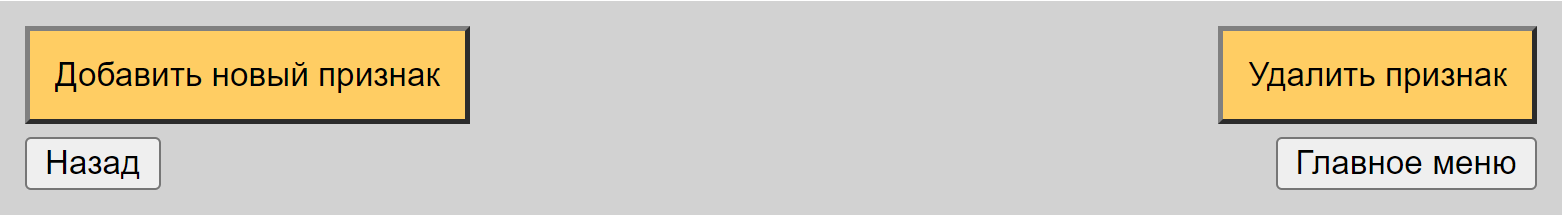 Добавить новый признак
Удалить признак
Назад
Главное меню